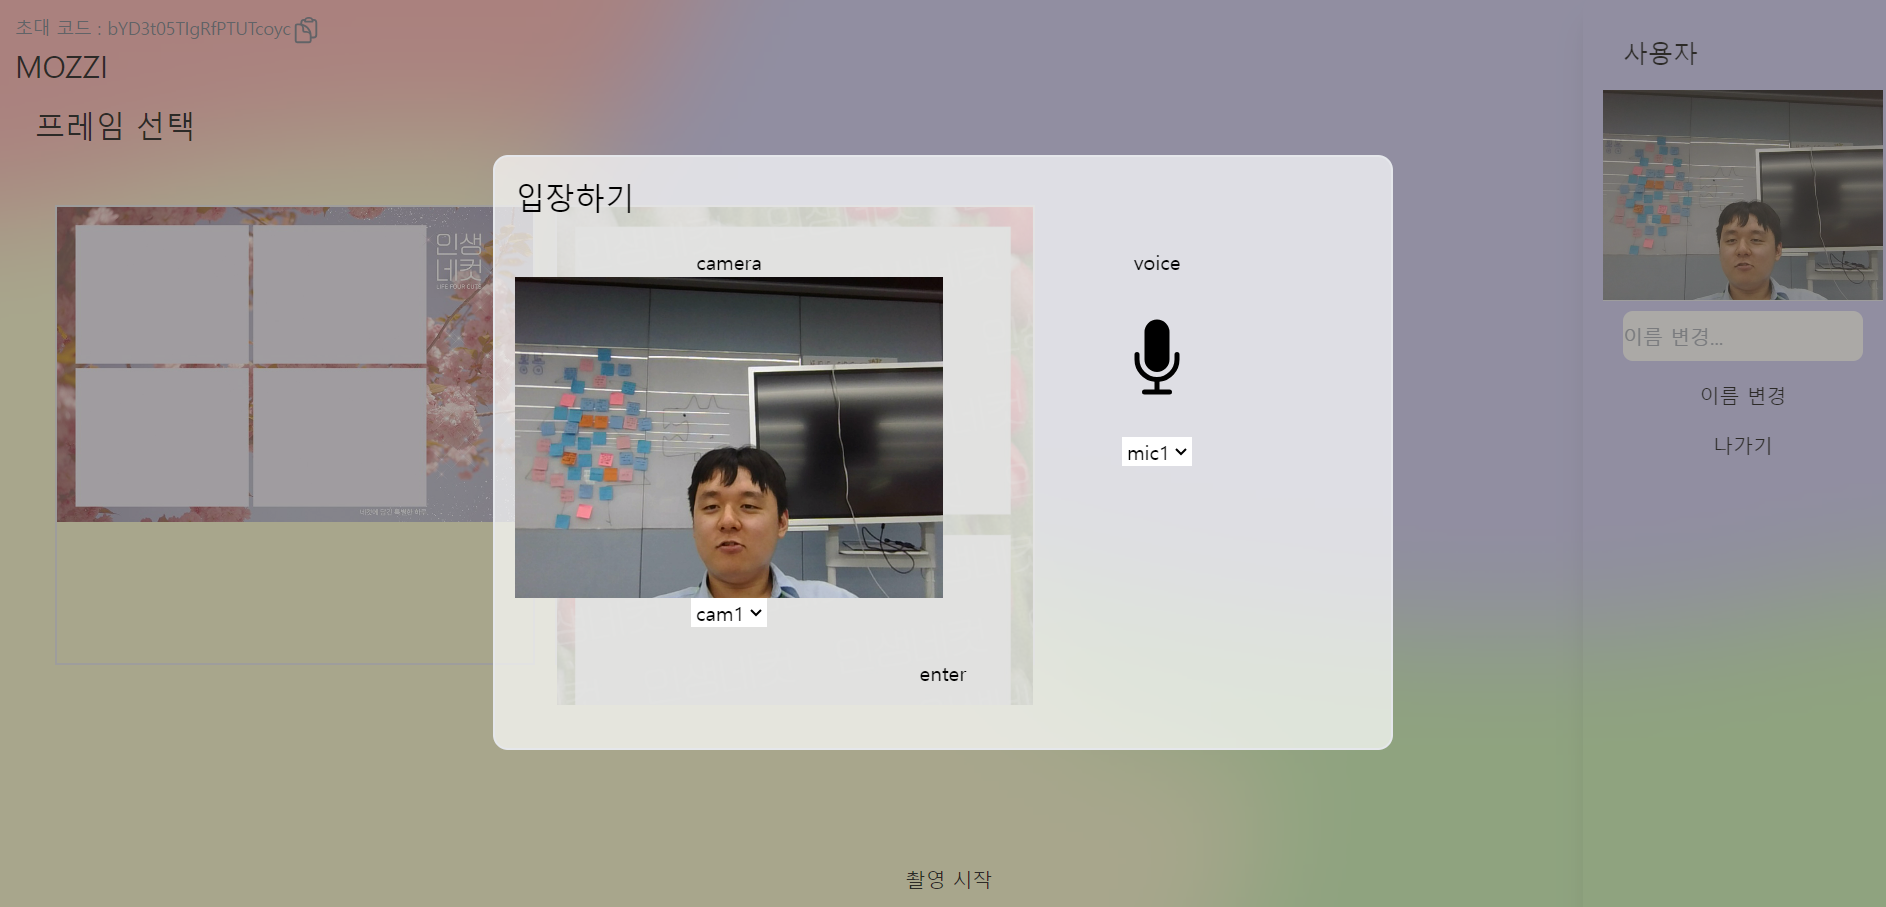 초대 코드 : bYD3t05TIgRfPTUTcoyc
MOZZI
프레임 선택
인생
네컷
LIFE FOUR CUTS
입장하기
camera
cam1
voice
mic1
enter
촬영 시작
사용자
이름 변경...
이름 변경
나가기